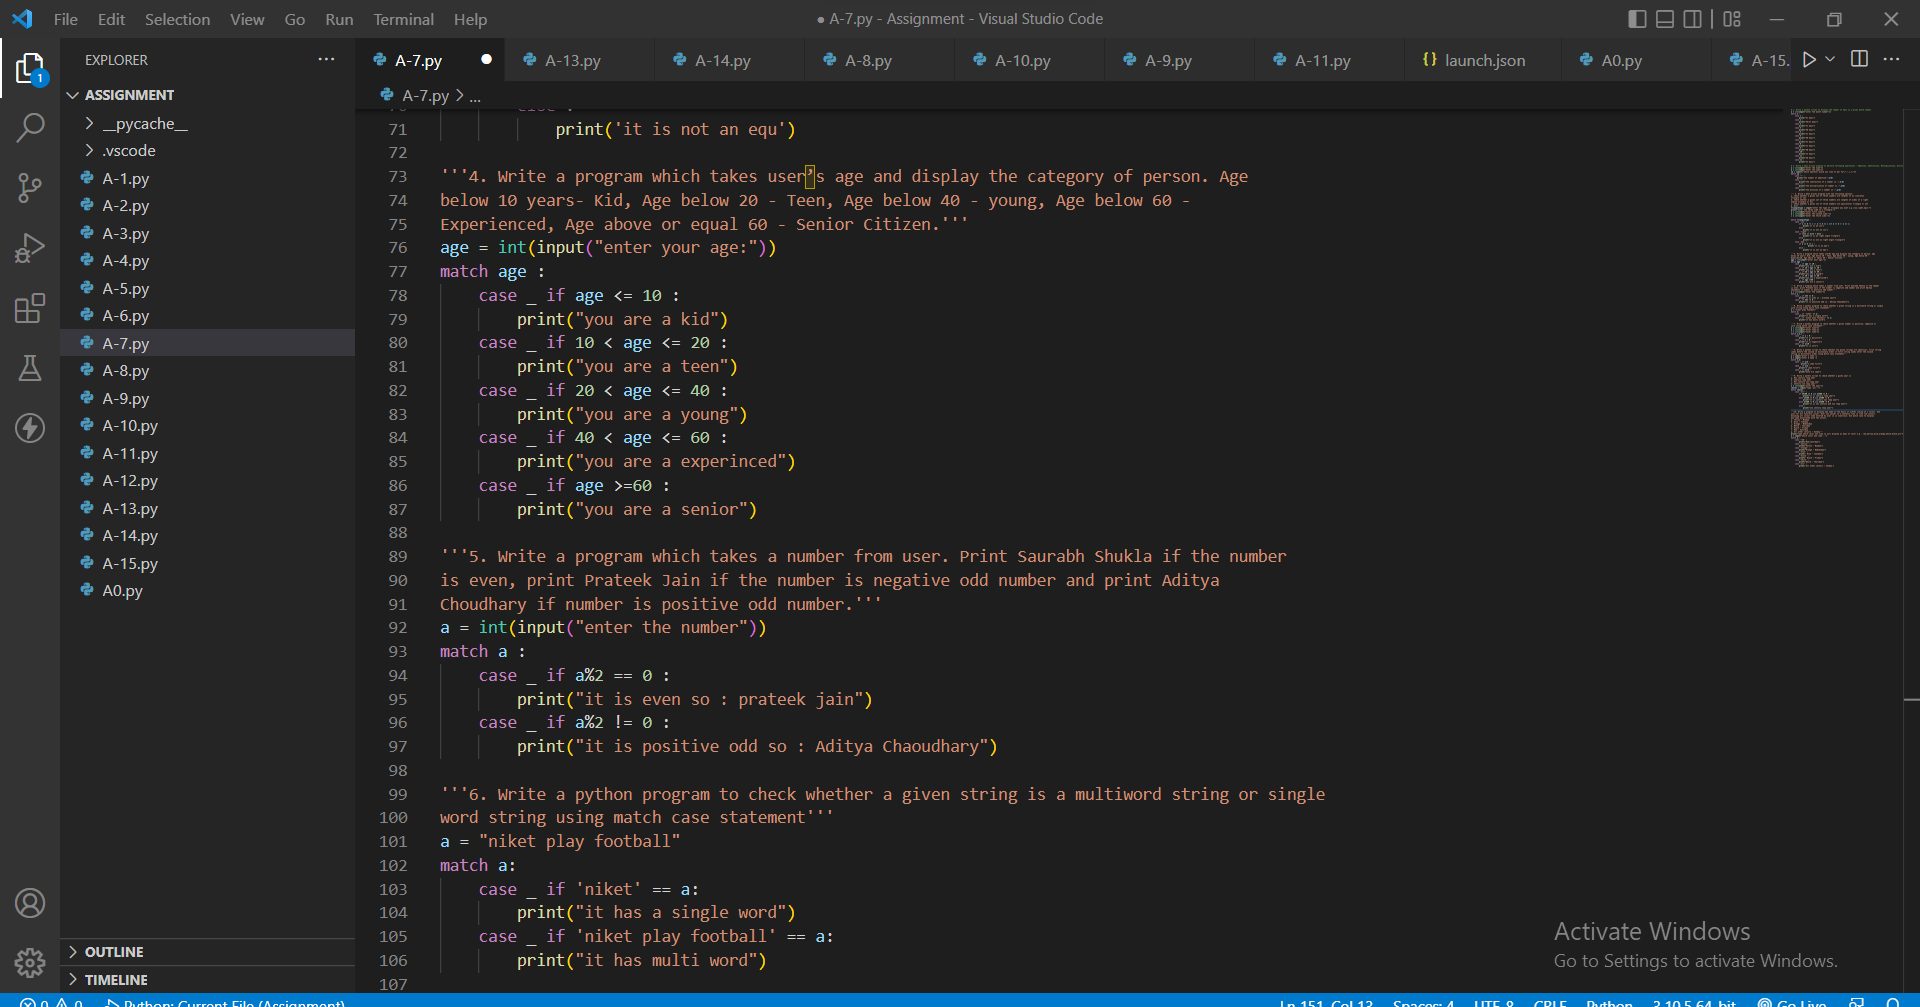 File Edit Selection View Go Run Terminal Help
● A-7.py - Assignment - Visual Studio Code
EXPLORER ···
1
ASSIGNMENT
__pycache__
.vscode
A-1.py
A-2.py
A-3.py
A-4.py
A-5.py
A-6.py
A-7.py
A-8.py
A-9.py
A-10.py
A-11.py
A-12.py
A-13.py
A-14.py
A-15.py
A0.py
OUTLINE
TIMELINE
A-7.py ● A-13.py A-14.py A-8.py A-10.py A-9.py A-11.py {} launch.json A0.py A-15.
A-7.py > ...
71 print('it is not an equ')
72
73 '''4. Write a program which takes user’s age and display the category of person. Age
74 below 10 years- Kid, Age below 20 - Teen, Age below 40 - young, Age below 60 -
75 Experienced, Age above or equal 60 - Senior Citizen.'''
76 age = int(input("enter your age:"))
77 match age :
78 case _ if age <= 10 :
79 print("you are a kid")
80 case _ if 10 < age <= 20 :
81 print("you are a teen")
82 case _ if 20 < age <= 40 :
83 print("you are a young")
84 case _ if 40 < age <= 60 :
85 print("you are a experinced")
86 case _ if age >=60 :
87 print("you are a senior")
88
89 '''5. Write a program which takes a number from user. Print Saurabh Shukla if the number
90 is even, print Prateek Jain if the number is negative odd number and print Aditya
91 Choudhary if number is positive odd number.'''
92 a = int(input("enter the number"))
93 match a :
94 case _ if a%2 == 0 :
95 print("it is even so : prateek jain")
96 case _ if a%2 != 0 :
97 print("it is positive odd so : Aditya Chaoudhary")
98
99 '''6. Write a python program to check whether a given string is a multiword string or single
100 word string using match case statement'''
101 a = "niket play football"
102 match a:
103 case _ if 'niket' == a:
104 print("it has a single word")
105 case _ if 'niket play football' == a:
106 print("it has multi word")
107
Activate Windows
Go to Settings to activate Windows.
0 0 Python: Current File (Assignment) Ln 151, Col 13 Spaces: 4 UTF-8 CRLF Python 3.10.5 64-bit Go Live